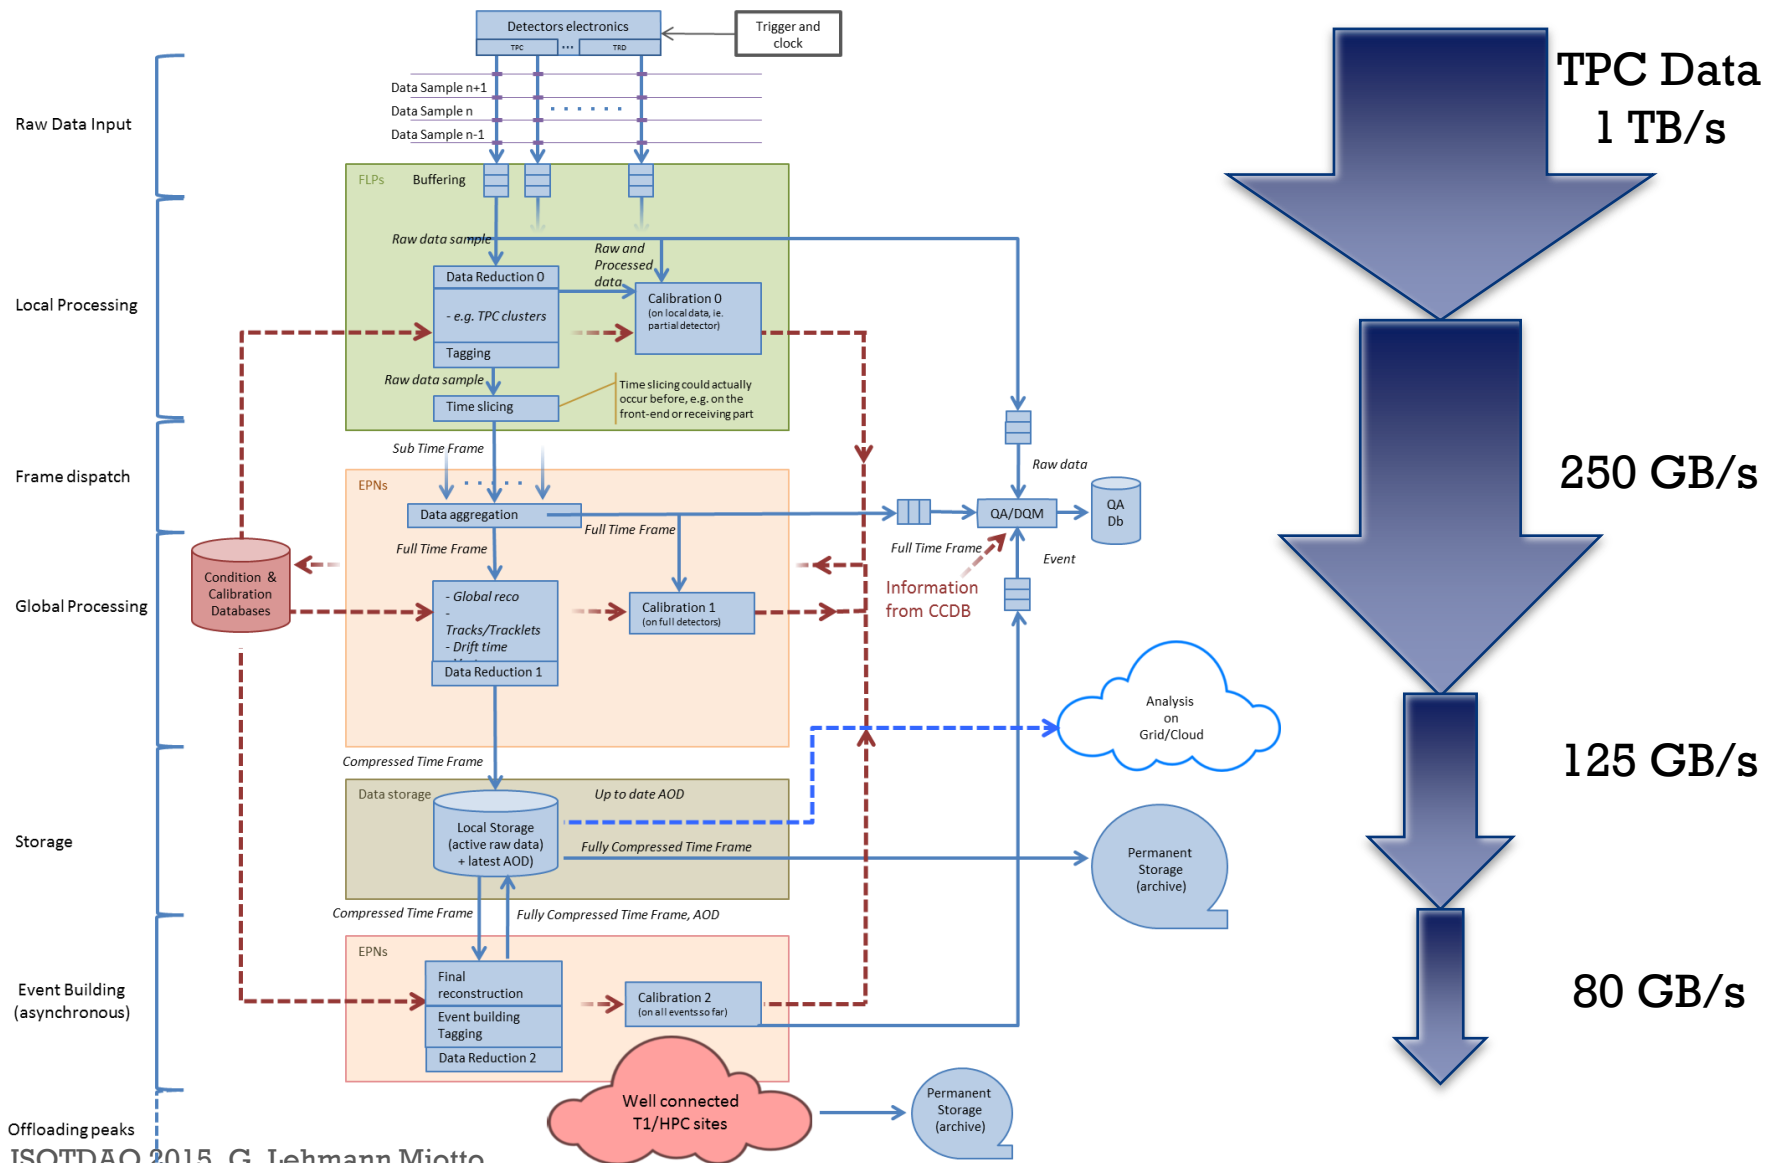 Detectors electronics
TPC
...
TRD
Trigger and
clock
Data Sample n+1
Data Sample n
Data Sample n-1
Raw Data Input
FLPs
Buffering
Raw data sample
Raw and
Processed
data
Data Reduction 0
- e.g. TPC clusters
Tagging
Calibration 0
(on local data, ie.
partial detector)
Local Processing
Raw data sample
Time slicing
Time slicing could actually
occur before, e.g. on the
front-end or receiving part
Sub Time Frame
Frame dispatch
EPNs
Data aggregation
Full Time Frame
Full Time Frame
Full Time Frame
Raw data
QA/DQM
QA
Db
Event
Information
from CCDB
Condition &
Calibration
Databases
Global Processing
- Global reco
-
Tracks/Tracklets
- Drift time
Data Reduction 1
Calibration 1
(on full detectors)
Analysis
on
Grid/Cloud
Compressed Time Frame
Data storage
Up to date AOD
Local Storage
(active raw data)
+ latest AOD)
Fully Compressed Time Frame
Permanent
Storage
(archive)
Storage
Compressed Time Frame
Fully Compressed Time Frame, AOD
EPNs
Final
reconstruction
Event building
Tagging
Data Reduction 2
Calibration 2
(on all events so far)
Event Building
(asynchronous)
Well connected
T1/HPC sites
Permanent
Storage
(archive)
Offloading peaks
ISOTDAQ 2015, G. Lehmann Miotto
TPC Data
1 TB/s
250 GB/s
125 GB/s
80 GB/s